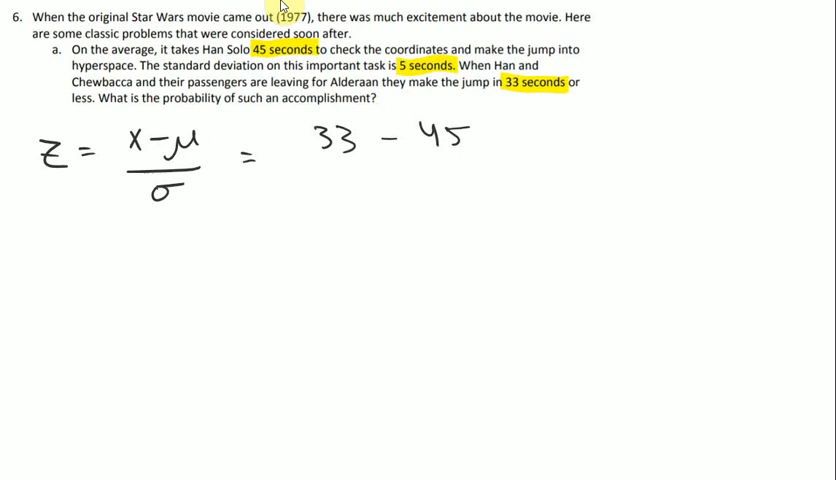 6. When the original Star Wars movie came out (1977), there was much excitement about the movie. Here
are some classic problems that were considered soon after.
a. On the average, it takes Han Solo 45 seconds to check the coordinates and make the jump into
hyperspace. The standard deviation on this important task is 5 seconds. When Han and
Chewbacca and their passengers are leaving for Alderaan they make the jump in 33 seconds or
less. What is the probability of such an accomplishment?
z = x-μ/σ = 33 - 45